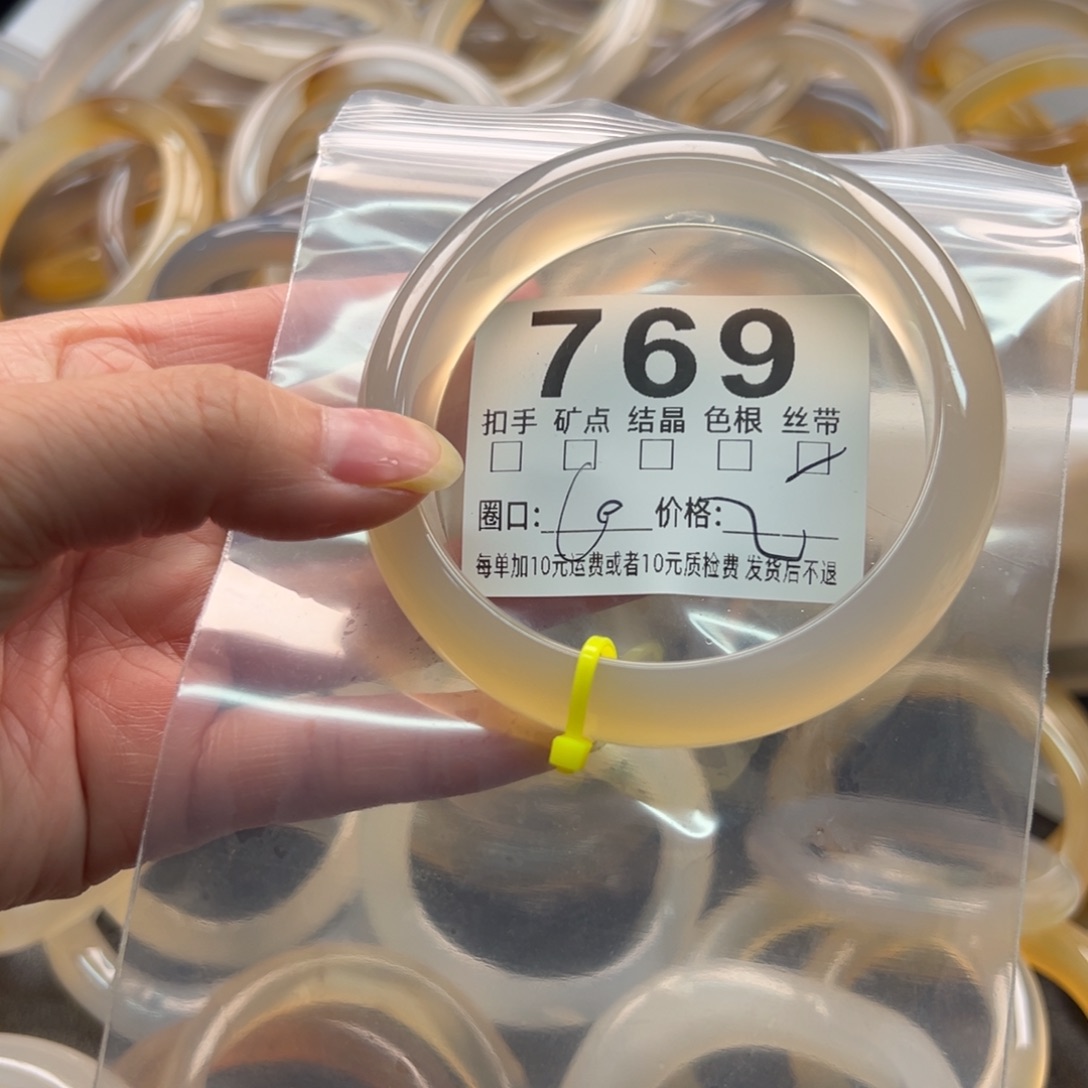 769
扣手 矿点 结晶 色根 丝带
圈口: 价格:
每单加10元运费或者10元质检费 发货后不退